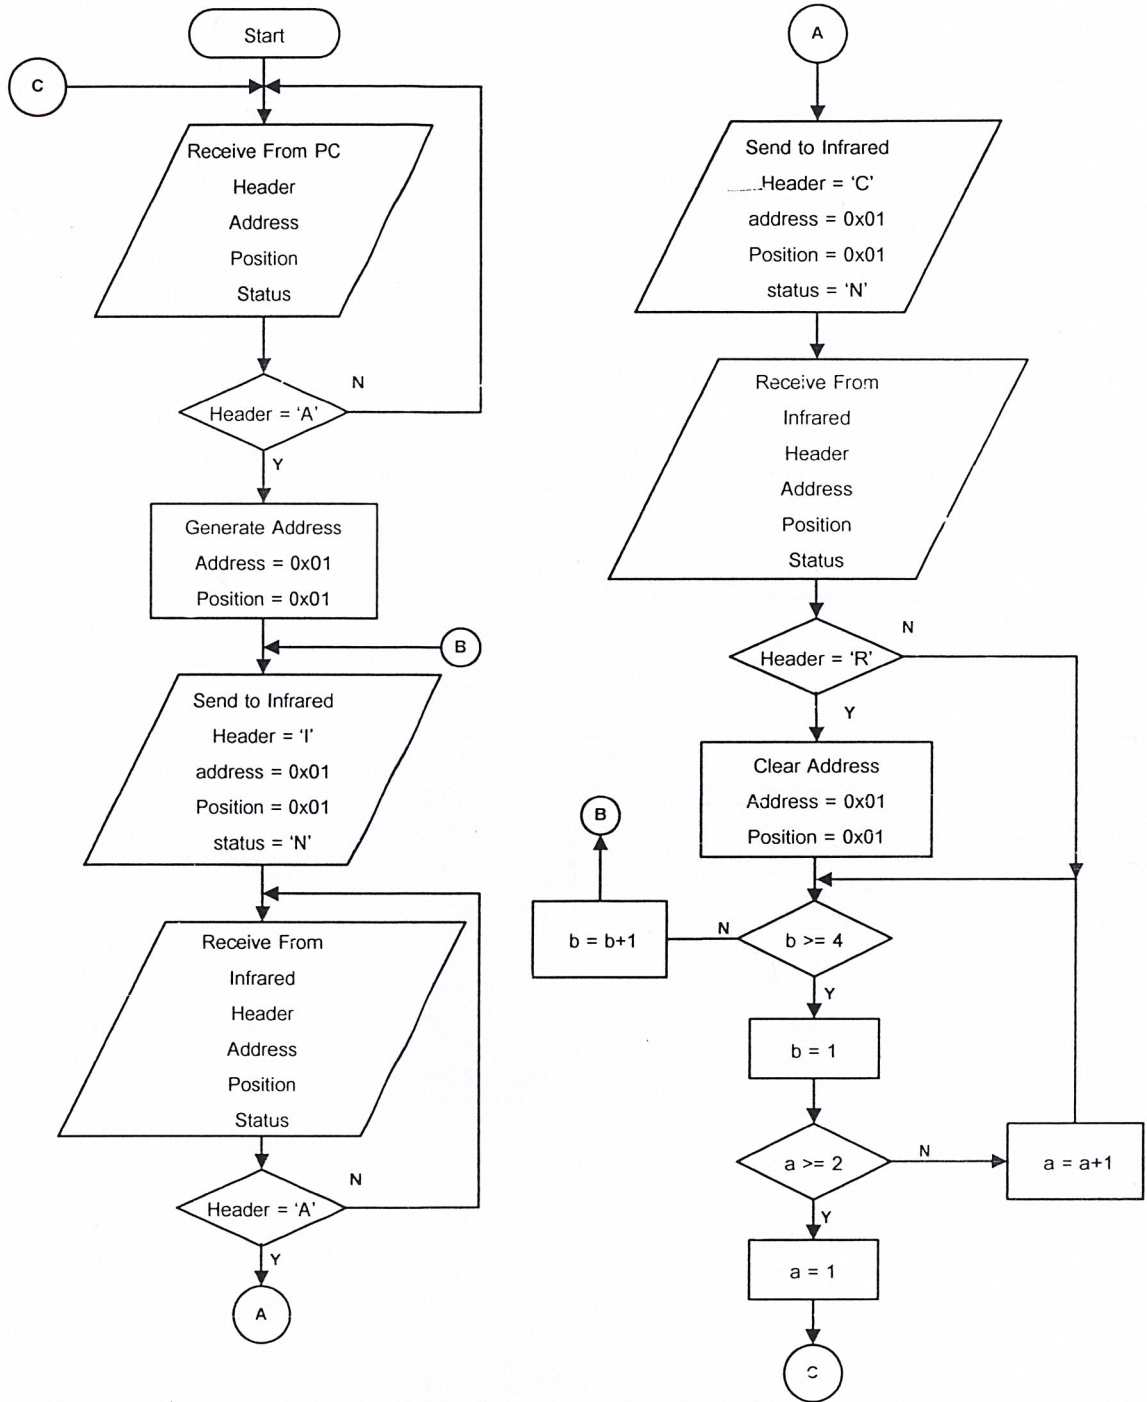 Start
C
Receive From PC
Header
Address
Position
Status
N
Header = ‘A’
Y
Generate Address
Address = 0x01
Position = 0x01
B
Send to Infrared
Header = ‘I’
address = 0x01
Position = 0x01
status = ‘N’
Receive From
Infrared
Header
Address
Position
Status
N
Header = ‘A’
Y
A
A
Send to Infrared
Header = ‘C’
address = 0x01
Position = 0x01
status = ‘N’
Receive From
Infrared
Header
Address
Position
Status
N
Header = ‘R’
Y
Clear Address
Address = 0x01
Position = 0x01
B
b = b+1
N
b >= 4
Y
b = 1
a >= 2
N
a = a+1
Y
a = 1
C